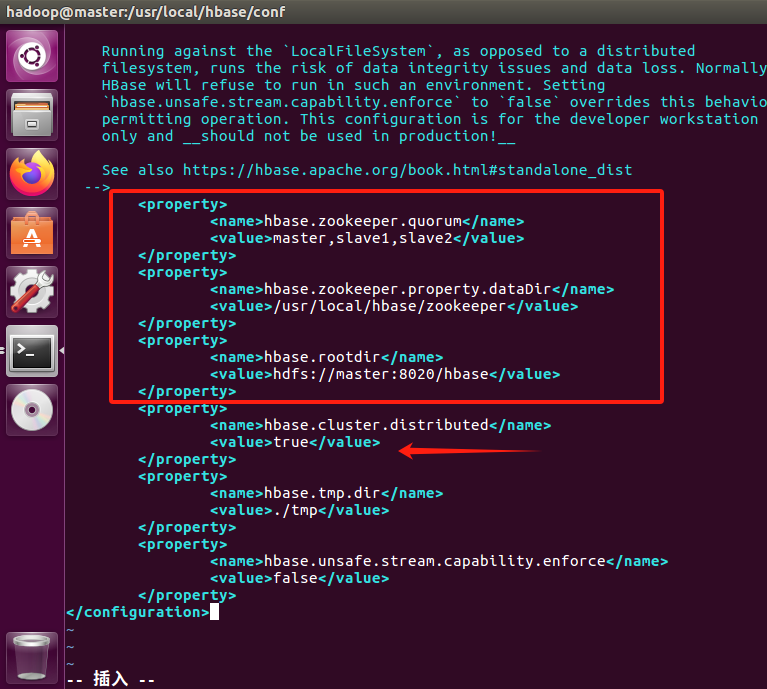 hadoop@master:/usr/local/hbase/conf
Running against the `LocalFileSystem`, as opposed to a distributed
filesystem, runs the risk of data integrity issues and data loss. Normally
HBase will refuse to run in such an environment. Setting
`hbase.unsafe.stream.capability.enforce` to `false` overrides this behavio
permitting operation. This configuration is for the developer workstation
only and __should not be used in production!__
See also https://hbase.apache.org/book.html#standalone_dist
-->
<property>
<name>hbase.zookeeper.quorum</name>
<value>master,slave1,slave2</value>
</property>
<property>
<name>hbase.zookeeper.property.dataDir</name>
<value>/usr/local/hbase/zookeeper</value>
</property>
<property>
<name>hbase.rootdir</name>
<value>hdfs://master:8020/hbase</value>
</property>
<property>
<name>hbase.cluster.distributed</name>
<value>true</value>
</property>
<property>
<name>hbase.tmp.dir</name>
<value>./tmp</value>
</property>
<property>
<name>hbase.unsafe.stream.capability.enforce</name>
<value>false</value>
</property>
</configuration>
~
~
~
-- 插入 --